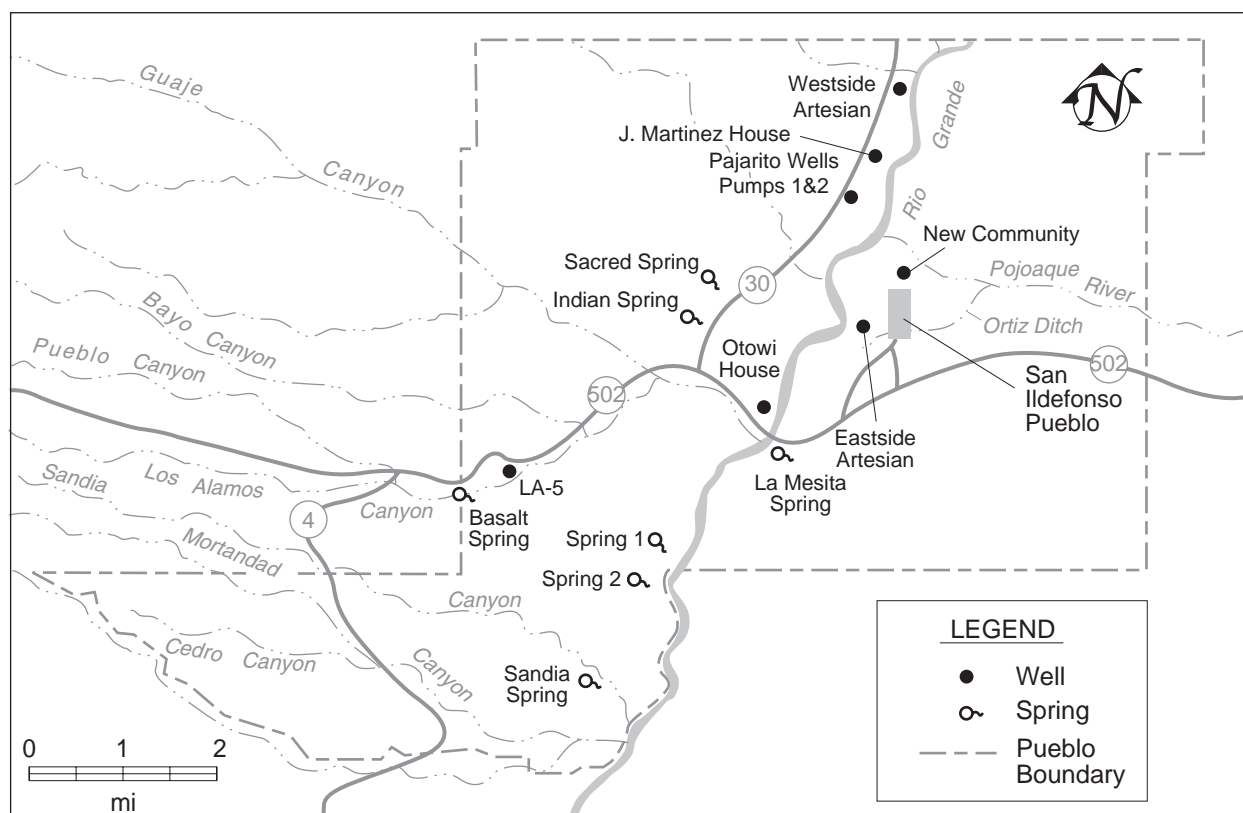 Guaje
Canyon
Westside
Artesian
Grande
N
J. Martinez House
Pajarito Wells
Pumps 1&2
Rio
New Community
Sacred Spring
30
Pojoaque
River
Indian Spring
Bayo Canyon
Ortiz Ditch
Pueblo Canyon
Otowi
House
502
502
San
Ildefonso
Pueblo
Eastside
Artesian
Sandia
Los Alamos
Canyon
LA-5
La Mesita
Spring
4
Basalt
Spring
Spring 1
Mortandad
Spring 2
Canyon
Cedro Canyon
Canyon
Sandia
Spring
LEGEND
Well
Spring
Pueblo
Boundary
0 1 2
mi